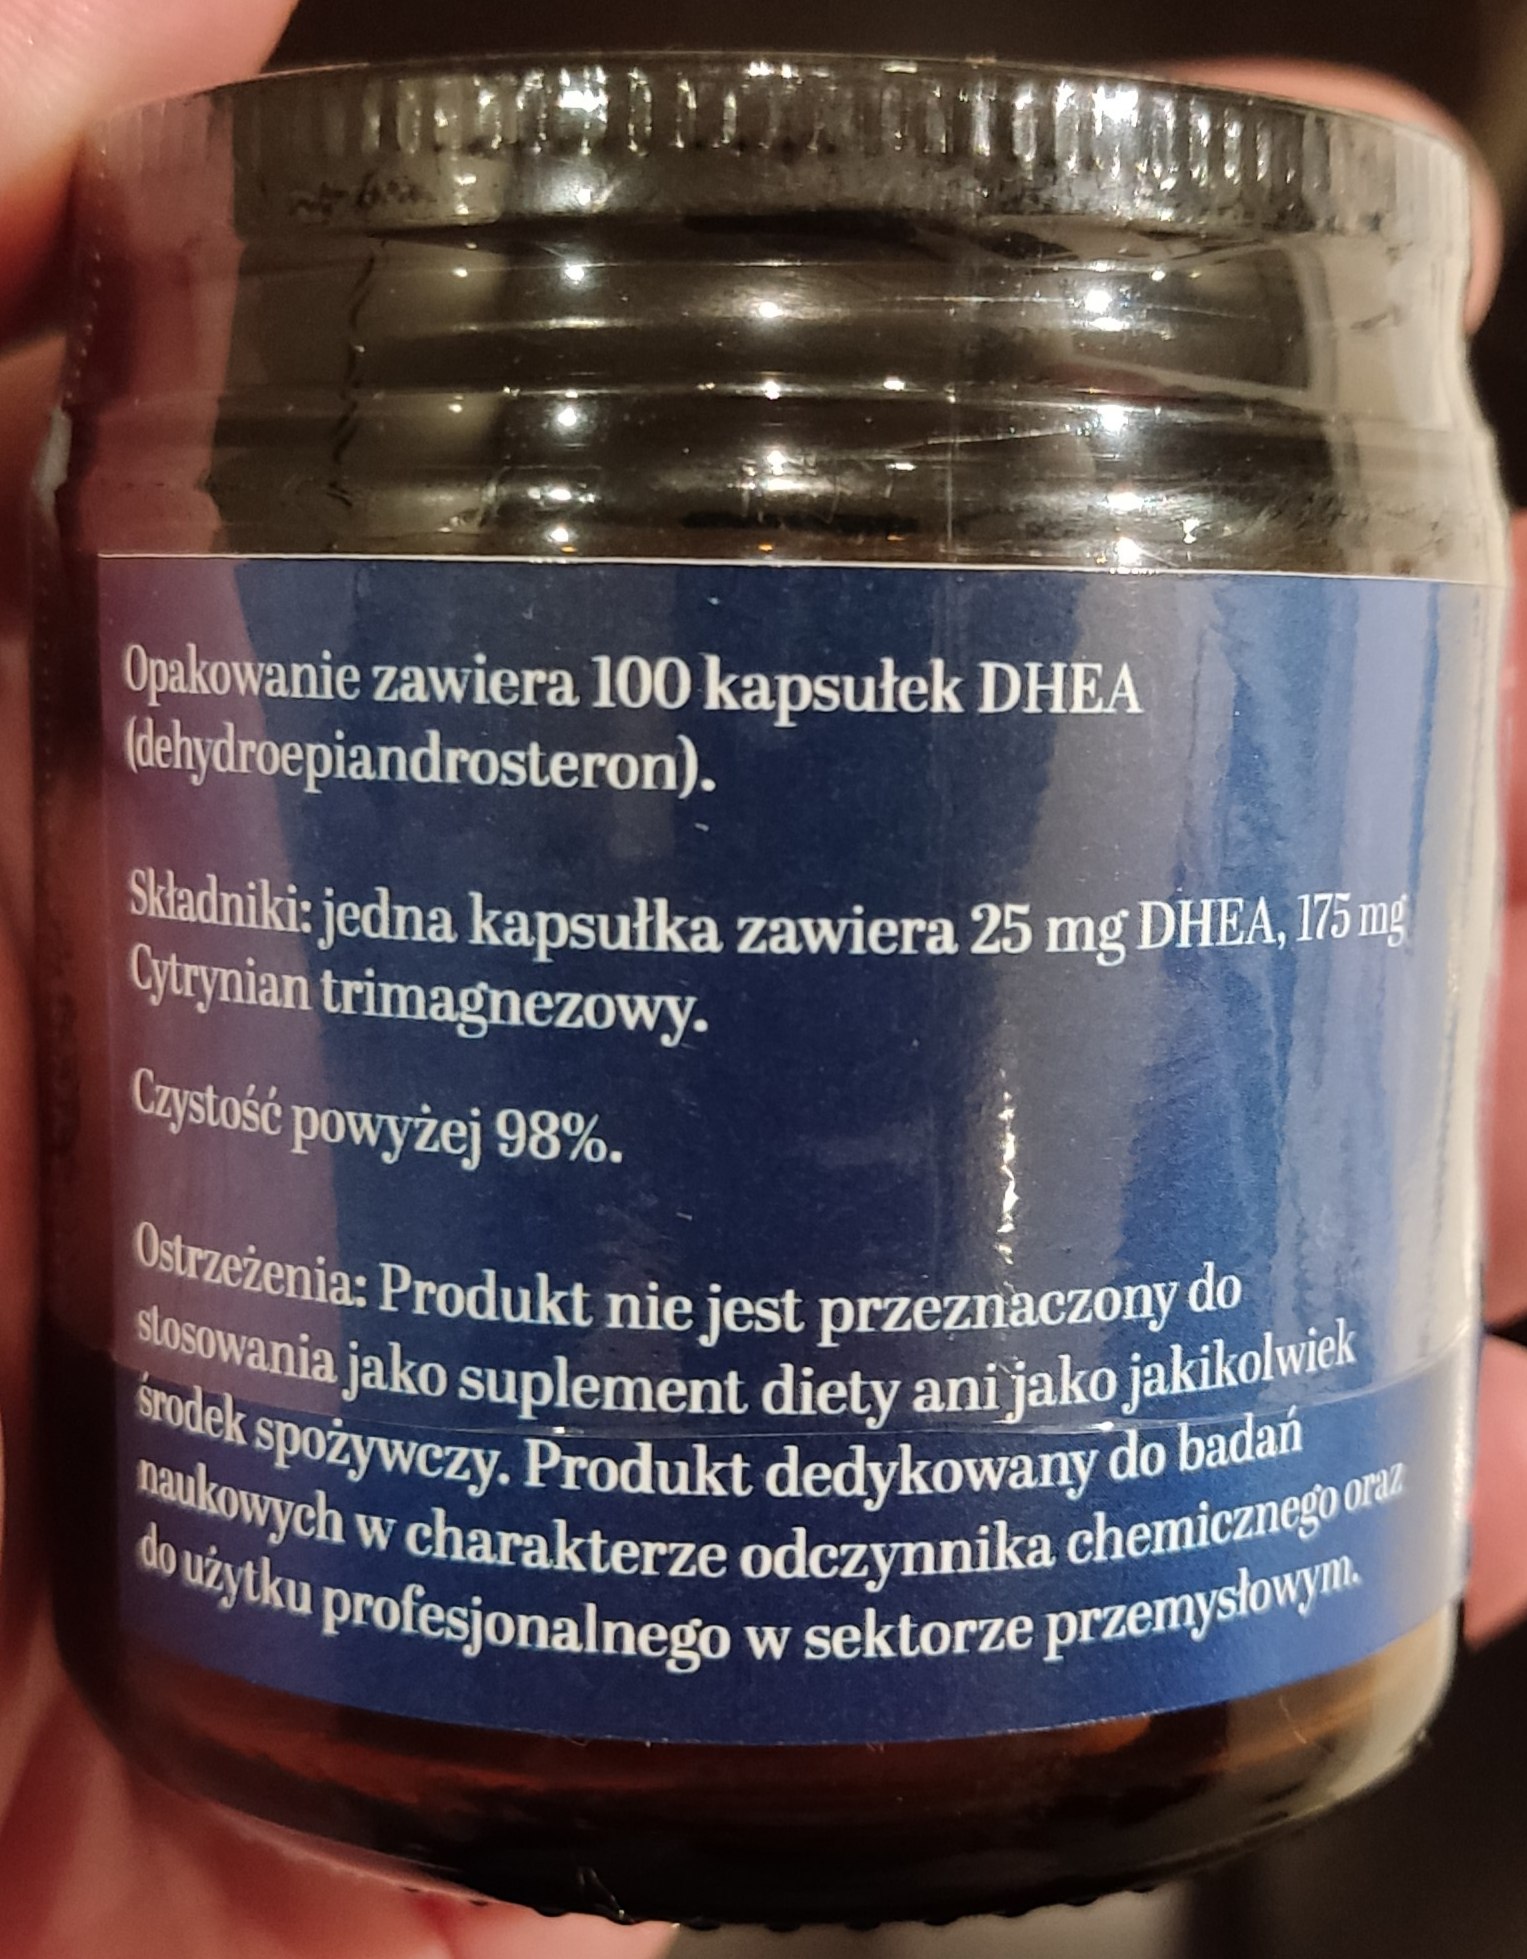 Opakowanie zawiera 100 kapsułek DHEA
(dehydroepiandrosteron).
Składniki: jedna kapsułka zawiera 25 mg DHEA, 175 mg
Cytrynian trimagnezowy.
Czystość powyżej 98%.
Ostrzeżenia: Produkt nie jest przeznaczony do
stosowania jako suplement diety ani jako jakikolwiek
środek spożywczy. Produkt dedykowany do badań
naukowych w charakterze odczynnika chemicznego oraz
do użytku profesjonalnego w sektorze przemysłowym.